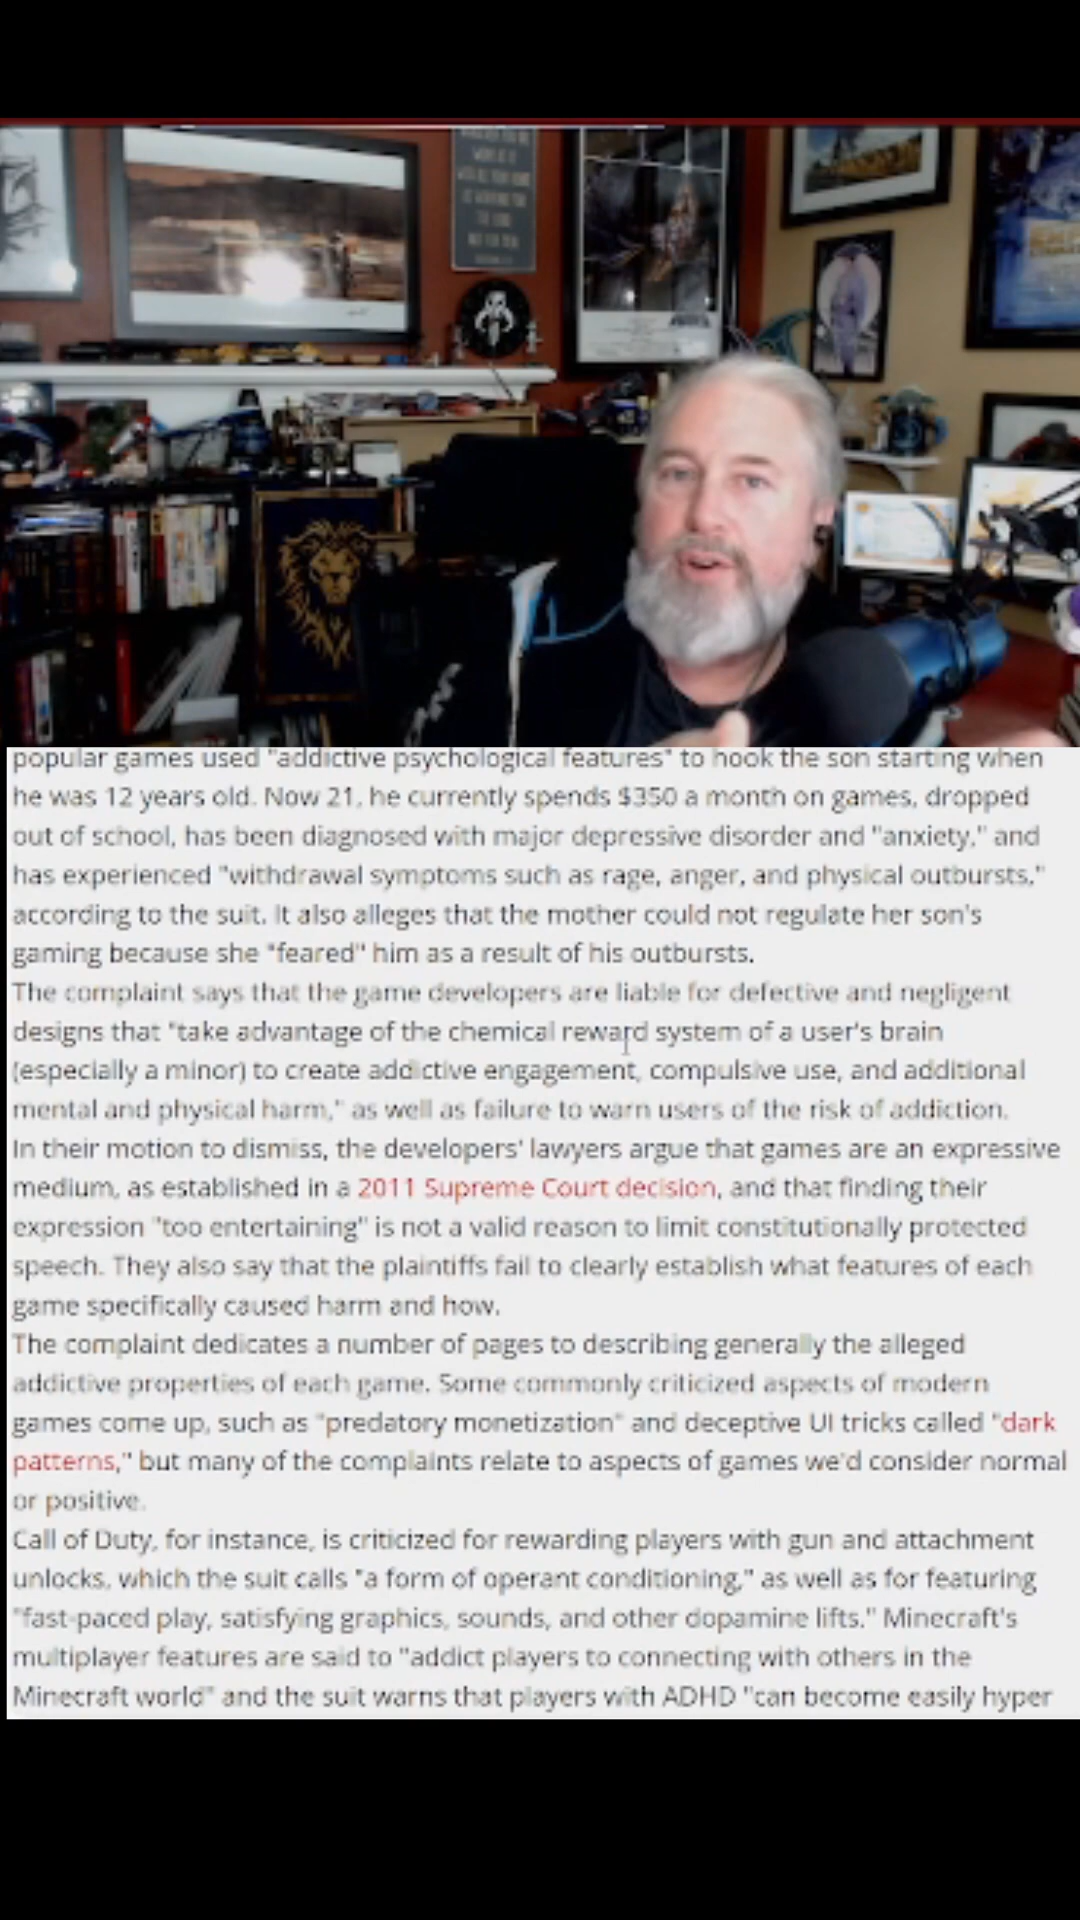 popular games used "addictive psychological features" to hook the son starting when
he was 12 years old. Now 21, he currently spends $350 a month on games, dropped
out of school, has been diagnosed with major depressive disorder and "anxiety," and
has experienced "withdrawal symptoms such as rage, anger, and physical outbursts,"
according to the suit. It also alleges that the mother could not regulate her son's
gaming because she "feared" him as a result of his outbursts.
The complaint says that the game developers are liable for defective and negligent
designs that "take advantage of the chemical reward system of a user's brain
(especially a minor) to create addictive engagement, compulsive use, and additional
mental and physical harm," as well as failure to warn users of the risk of addiction.
In their motion to dismiss, the developers' lawyers argue that games are an expressive
medium, as established in a 2011 Supreme Court decision, and that finding their
expression "too entertaining" is not a valid reason to limit constitutionally protected
speech. They also say that the plaintiffs fail to clearly establish what features of each
game specifically caused harm and how.
The complaint dedicates a number of pages to describing generally the alleged
addictive properties of each game. Some commonly criticized aspects of modern
games come up, such as "predatory monetization" and deceptive UI tricks called "dark
patterns," but many of the complaints relate to aspects of games we'd consider normal
or positive.
Call of Duty, for instance, is criticized for rewarding players with gun and attachment
unlocks, which the suit calls "a form of operant conditioning," as well as for featuring
"fast-paced play, satisfying graphics, sounds, and other dopamine lifts." Minecraft's
multiplayer features are said to "addict players to connecting with others in the
Minecraft world" and the suit warns that players with ADHD "can become easily hyper